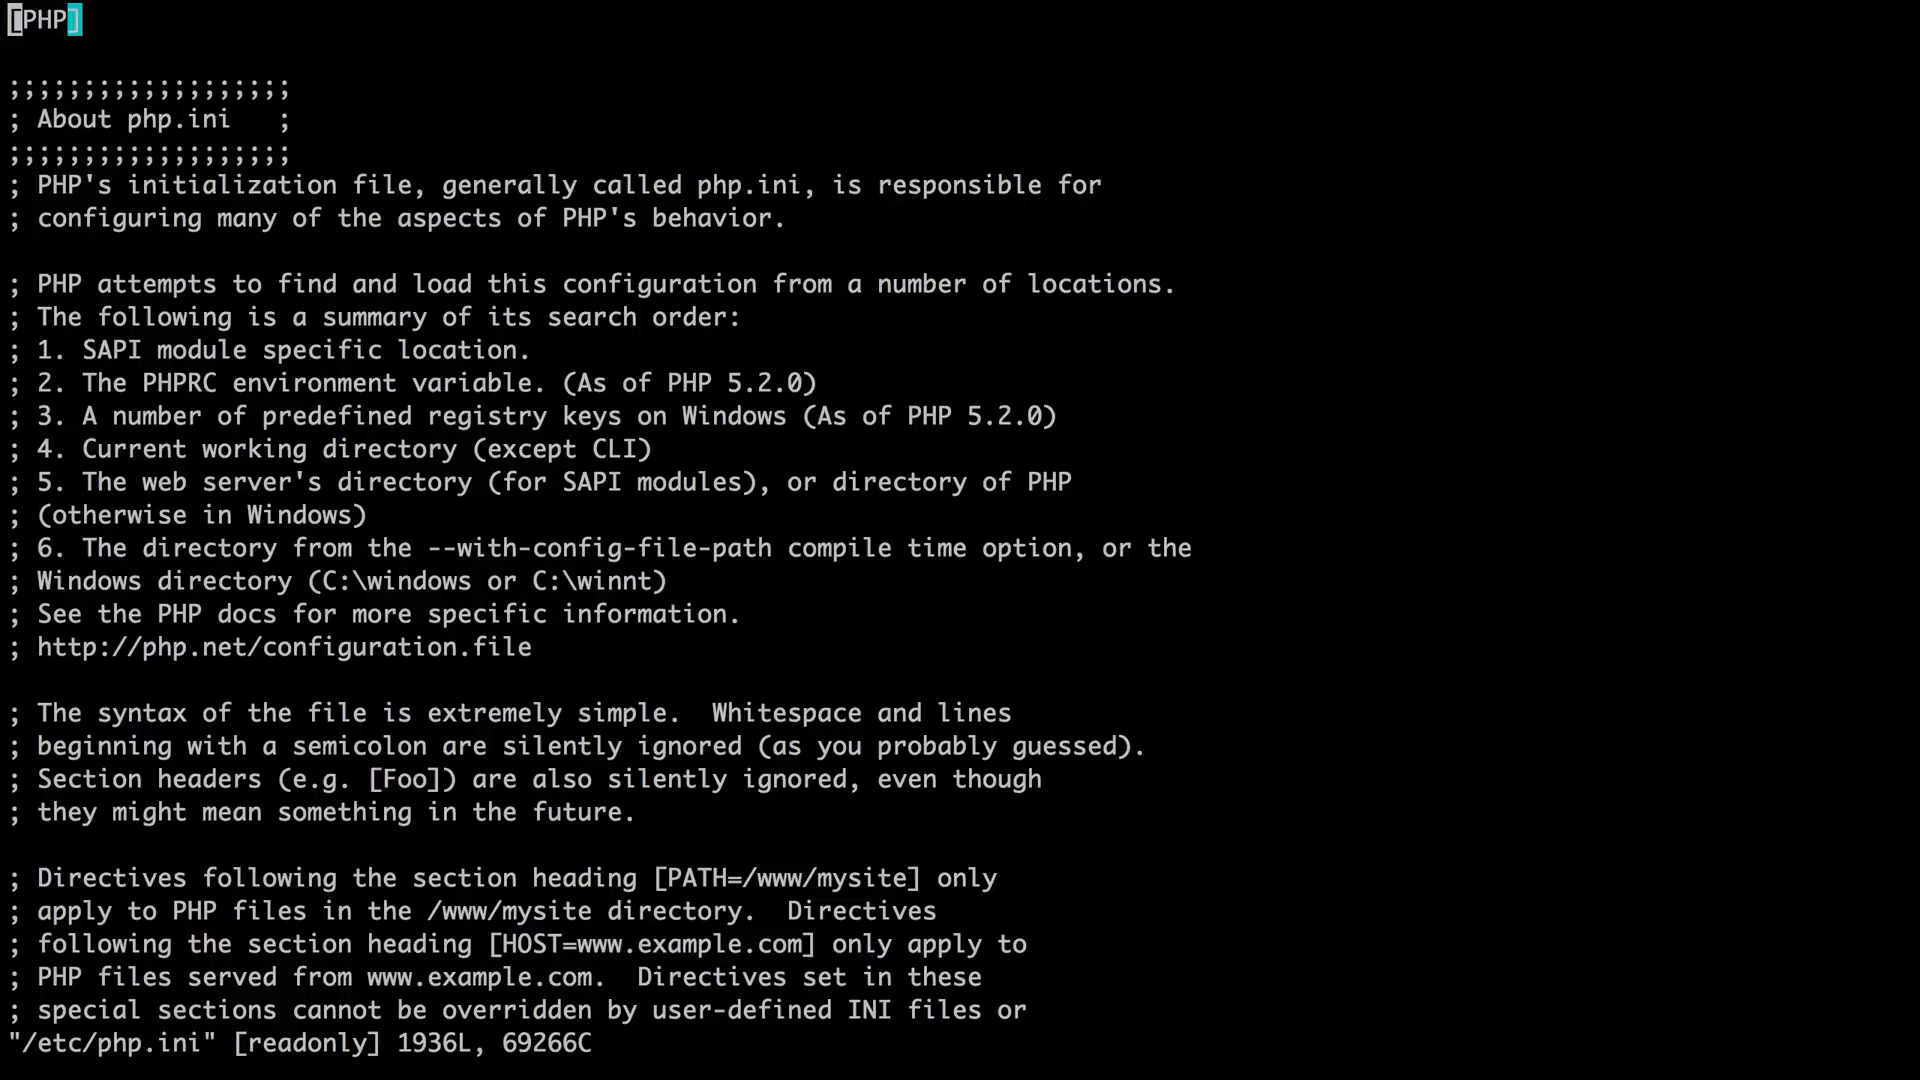 [PHP]
;;;;;;;;;;;;;;;;;;;
; About php.ini   ;
;;;;;;;;;;;;;;;;;;;
; PHP's initialization file, generally called php.ini, is responsible for
; configuring many of the aspects of PHP's behavior.
; PHP attempts to find and load this configuration from a number of locations.
; The following is a summary of its search order:
; 1. SAPI module specific location.
; 2. The PHPRC environment variable. (As of PHP 5.2.0)
; 3. A number of predefined registry keys on Windows (As of PHP 5.2.0)
; 4. Current working directory (except CLI)
; 5. The web server's directory (for SAPI modules), or directory of PHP
; (otherwise in Windows)
; 6. The directory from the --with-config-file-path compile time option, or the
; Windows directory (C:\windows or C:\winnt)
; See the PHP docs for more specific information.
; http://php.net/configuration.file
; The syntax of the file is extremely simple.  Whitespace and lines
; beginning with a semicolon are silently ignored (as you probably guessed).
; Section headers (e.g. [Foo]) are also silently ignored, even though
; they might mean something in the future.
; Directives following the section heading [PATH=/www/mysite] only
; apply to PHP files in the /www/mysite directory.  Directives
; following the section heading [HOST=www.example.com] only apply to
; PHP files served from www.example.com.  Directives set in these
; special sections cannot be overridden by user-defined INI files or
"/etc/php.ini" [readonly] 1936L, 69266C